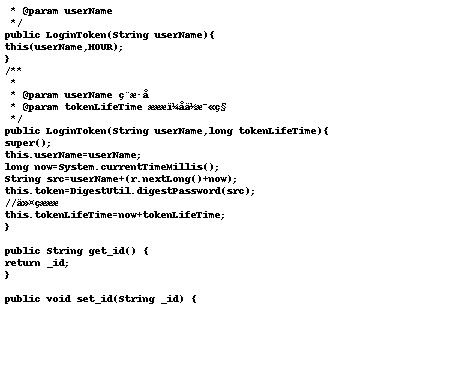 * @param userName
*/
public LoginToken(String userName){
this(userName,HOUR);
}
/**
*
* @param userName ç¨æ·å
* @param tokenLifeTime æææï¼åä½æ¯«ç§
*/
public LoginToken(String userName,long tokenLifeTime){
super();
this.userName=userName;
long now=System.currentTimeMillis();
String src=userName+(r.nextLong()+now);
this.token=DigestUtil.digestPassword(src);
//ä»¤çæææ
this.tokenLifeTime=now+tokenLifeTime;
}
public String get_id() {
return _id;
}
public void set_id(String _id) {